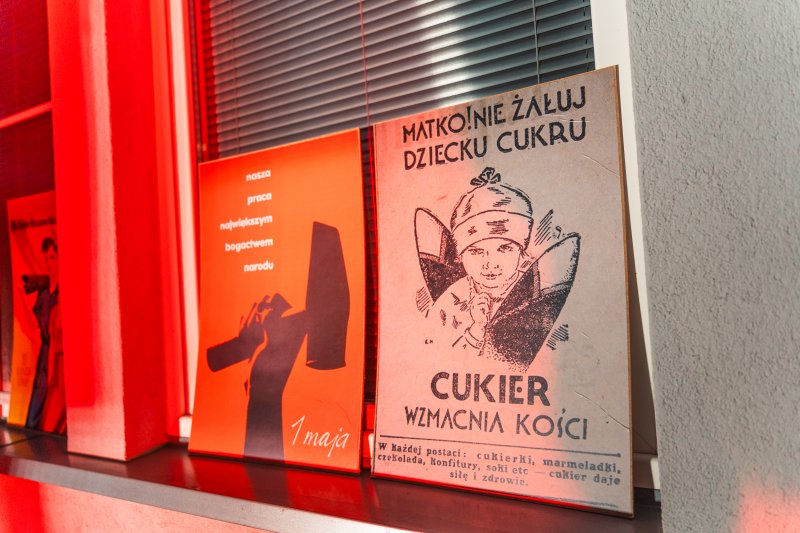 nasza
praca
największym
bogactwem
narodu
1 maja
MATKO! NIE ŻAŁUJ
DZIECKU CUKRU
CUKIER
WZMACNIA KOŚCI
W każdej postaci: cukierki, marmeladki,
czekolada, konfitury, soki etc — cukier daje
siłę i zdrowie.